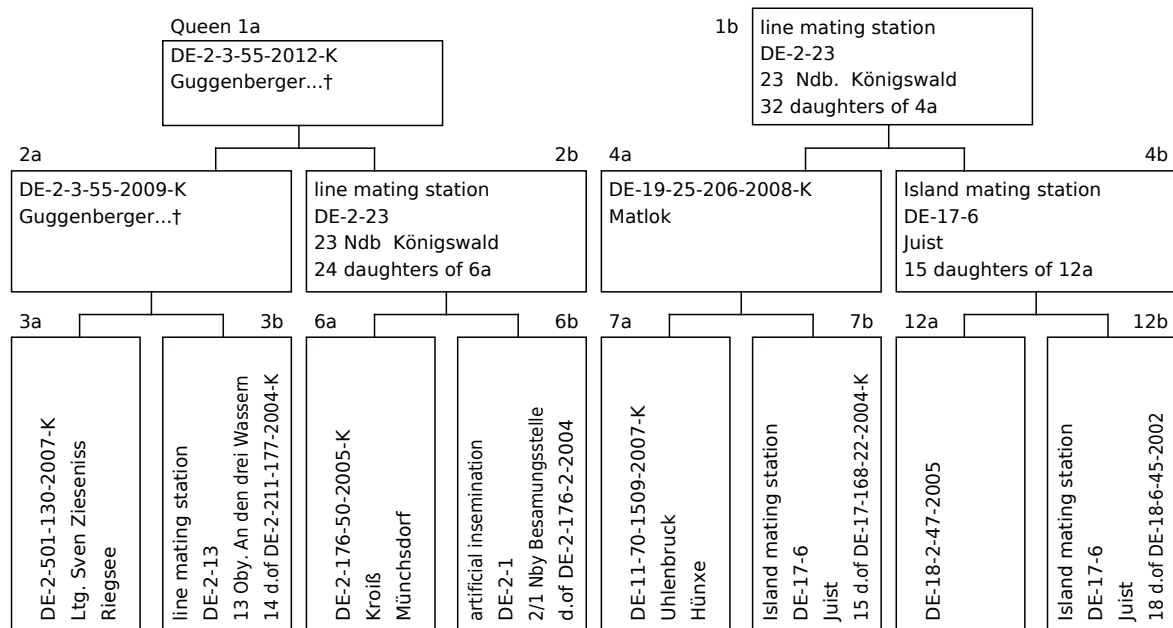 Queen 1a
DE-2-3-55-2012-K
Guggenberger...†
1b
line mating station
DE-2-23
23 Ndb. Königswald
32 daughters of 4a
2a
DE-2-3-55-2009-K
Guggenberger...†
2b
line mating station
DE-2-23
23 Ndb Königswald
24 daughters of 6a
4a
DE-19-25-206-2008-K
Matlok
4b
Island mating station
DE-17-6
Juist
15 daughters of 12a
3a
DE-2-501-130-2007-K
Ltg. Sven Zieseniss
Riegsee
3b
line mating station
DE-2-13
13 Oby. An den drei Wassern
14 d.of DE-2-211-177-2004-K
6a
DE-2-176-50-2005-K
Kroiß
Münchsdorf
6b
artificial insemination
DE-2-1
2/1 Nby Besamungsstelle
d.of DE-2-176-2-2004
7a
DE-11-70-1509-2007-K
Uhlenbruck
Hünxe
7b
Island mating station
DE-17-6
Juist
15 d.of DE-17-168-22-2004-K
12a
DE-18-2-47-2005
12b
Island mating station
DE-17-6
Juist
18 d.of DE-18-6-45-2002